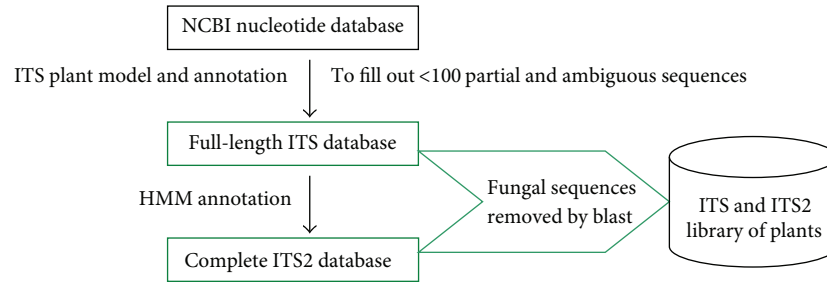 NCBI nucleotide database
ITS plant model and annotation
To fill out <100 partial and ambiguous sequences
Full-length ITS database
HMM annotation
Fungal sequences
removed by blast
ITS and ITS2
library of plants
Complete ITS2 database